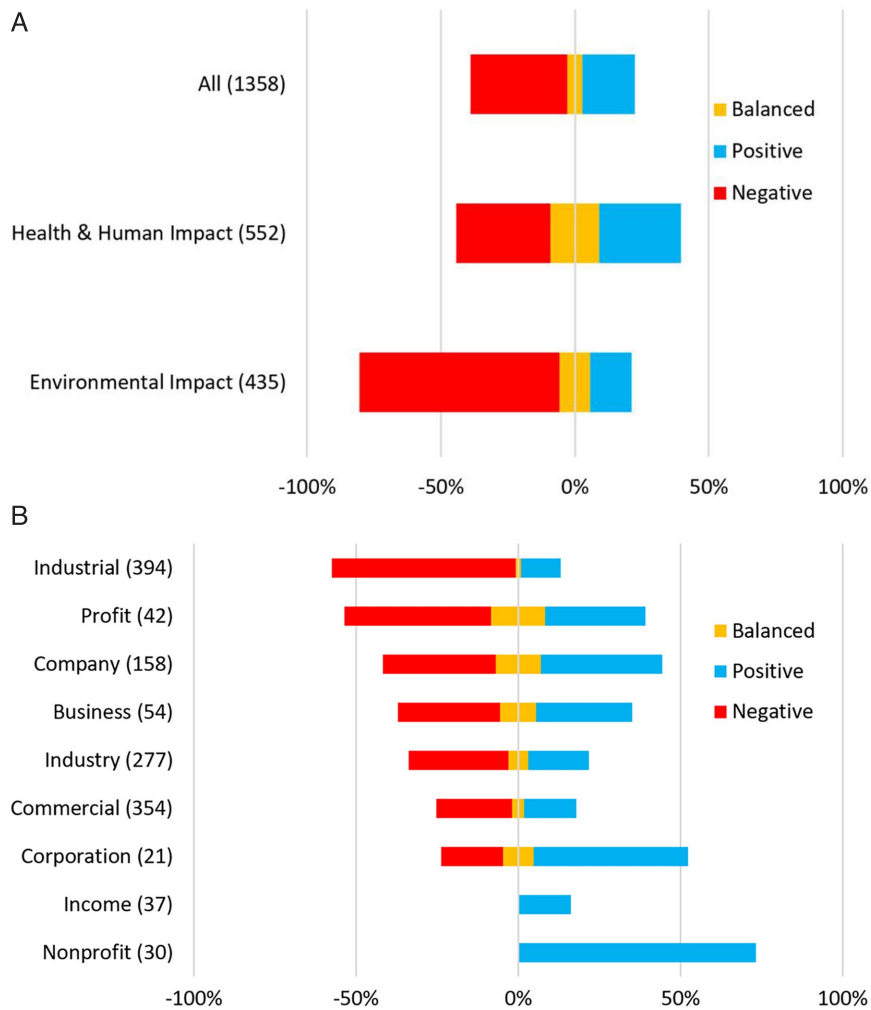 A
All (1358)
Balanced
Positive
Negative
Health & Human Impact (552)
Environmental Impact (435)
-100% -50% 0% 50% 100%
B
Industrial (394)
Profit (42)
Company (158)
Business (54)
Industry (277)
Commercial (354)
Corporation (21)
Income (37)
Nonprofit (30)
Balanced
Positive
Negative
-100% -50% 0% 50% 100%